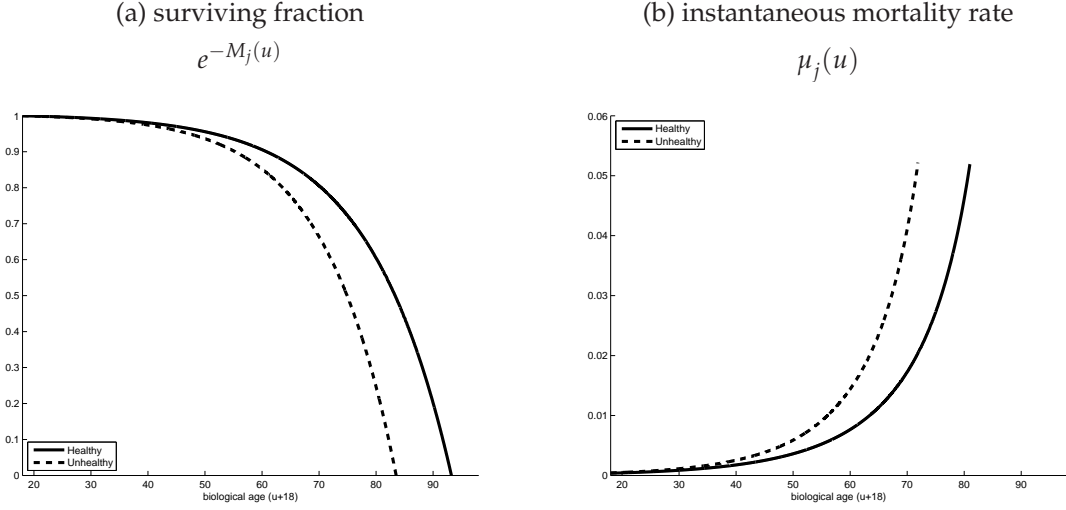 (a) surviving fraction
e^{-M_j(u)}
1
0.9
0.8
0.7
0.6
0.5
0.4
0.3
0.2
0.1
0
Healthy
Unhealthy
20 30 40 50 60 70 80 90
biological age (u+18)
(b) instantaneous mortality rate
μ_j(u)
0.06
0.05
0.04
0.03
0.02
0.01
0
Healthy
Unhealthy
20 30 40 50 60 70 80 90
biological age (u+18)